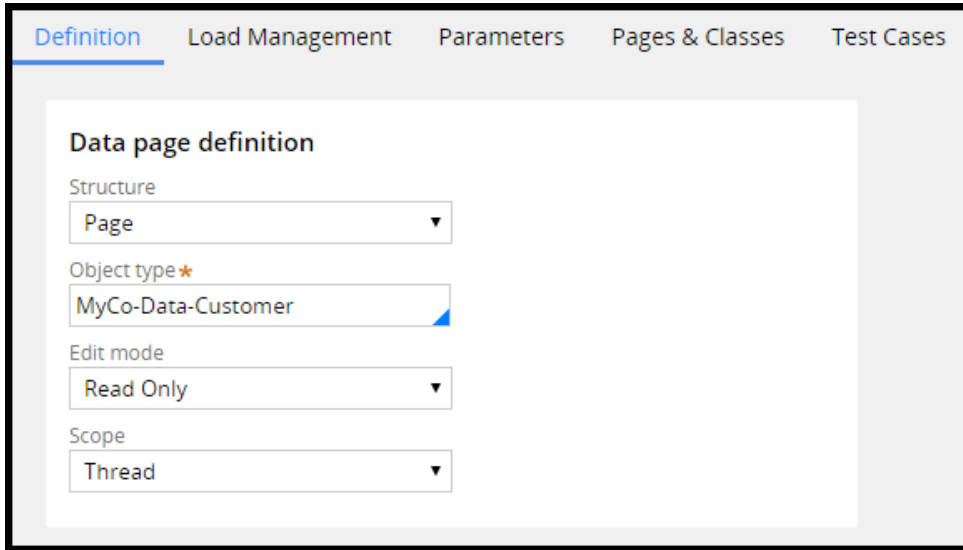 Definition Load Management Parameters Pages & Classes Test Cases
Data page definition
Structure
Page
Object type★
MyCo-Data-Customer
Edit mode
Read Only
Scope
Thread